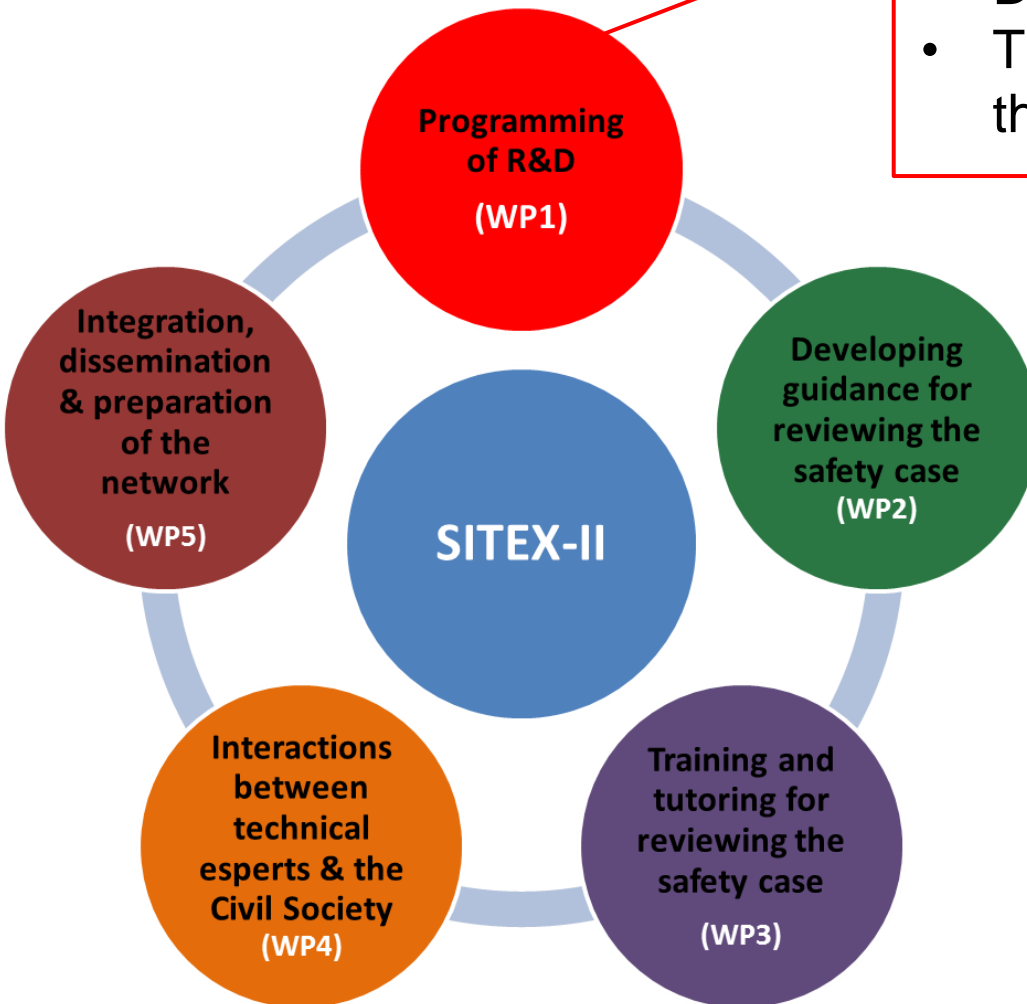 • T
th
Programming
of R&D
(WP1)
Integration,
dissemination
& preparation
of the
network
(WP5)
Developing
guidance for
reviewing the
safety case
(WP2)
SITEX-II
Interactions
between
technical
esperts & the
Civil Society
(WP4)
Training and
tutoring for
reviewing the
safety case
(WP3)